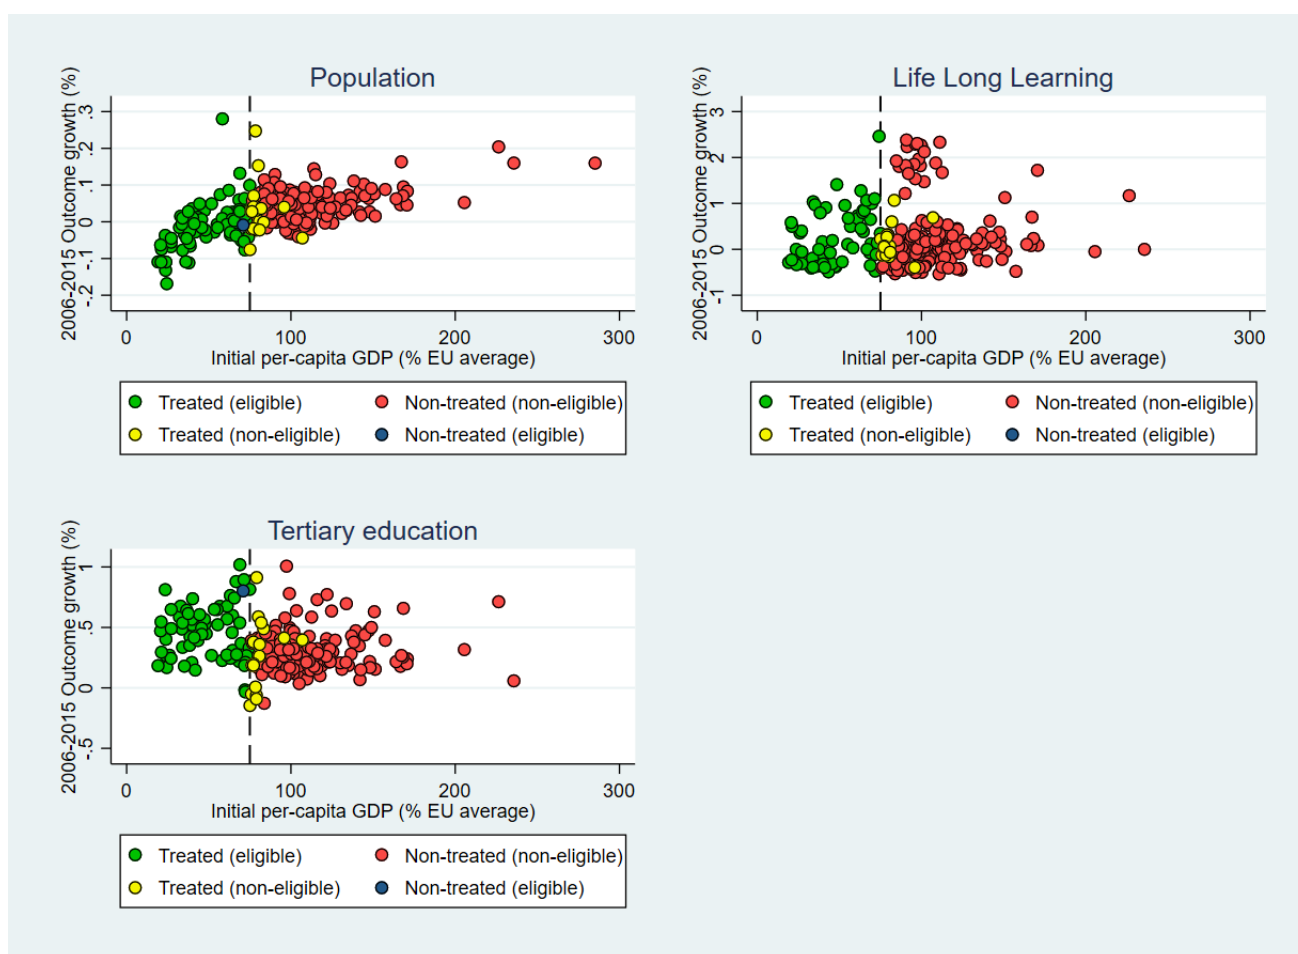 Population
2006-2015 Outcome growth (%)
.3
.2
.1
0
-.1
-.2
0 100 200 300
Initial per-capita GDP (% EU average)
Treated (eligible) Non-treated (non-eligible)
Treated (non-eligible) Non-treated (eligible)
Life Long Learning
2006-2015 Outcome growth (%)
3
2
1
0
-1
0 100 200 300
Initial per-capita GDP (% EU average)
Treated (eligible) Non-treated (non-eligible)
Treated (non-eligible) Non-treated (eligible)
Tertiary education
2006-2015 Outcome growth (%)
1
.5
0
-.5
0 100 200 300
Initial per-capita GDP (% EU average)
Treated (eligible) Non-treated (non-eligible)
Treated (non-eligible) Non-treated (eligible)